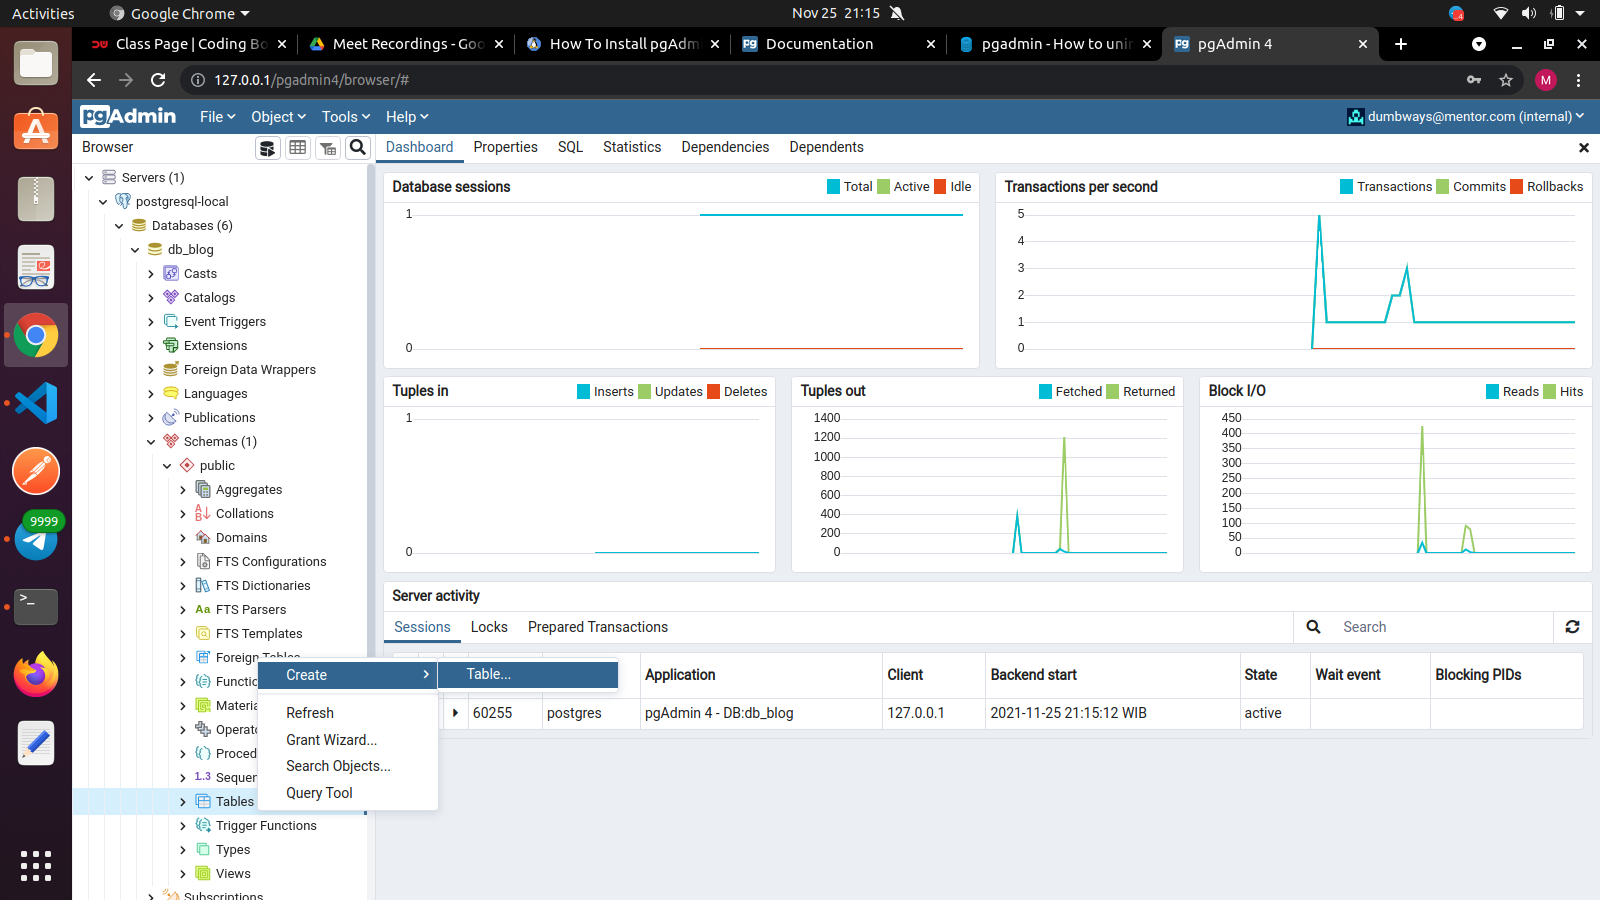 Activities
Google Chrome
Nov 25 21:15
4
Class Page | Coding Bo
Meet Recordings - Goo
How To Install pgAdm
Documentation
pgadmin - How to unin
pgAdmin 4
127.0.0.1/pgadmin4/browser/#
M
pgAdmin
File
Object
Tools
Help
dumbways@mentor.com (internal)
Browser
Dashboard
Properties
SQL
Statistics
Dependencies
Dependents
Servers (1)
postgresql-local
Databases (6)
db_blog
Casts
Catalogs
Event Triggers
Extensions
Foreign Data Wrappers
Languages
Publications
Schemas (1)
public
Aggregates
Collations
Domains
FTS Configurations
FTS Dictionaries
Aa FTS Parsers
FTS Templates
Foreign Tables
Functio
Materia
Operato
Proced
1..3 Sequen
Tables
Trigger Functions
Types
Views
Subscriptions
9999
Create
Table...
Refresh
Grant Wizard...
Search Objects...
Query Tool
Database sessions
Total Active Idle
1
0
Transactions per second
Transactions Commits Rollbacks
5
4
3
2
1
0
Tuples in
Inserts Updates Deletes
1
0
Tuples out
Fetched Returned
1400
1200
1000
800
600
400
200
0
Block I/O
Reads Hits
450
400
350
300
250
200
150
100
50
0
Server activity
Sessions
Locks
Prepared Transactions
Search
Application
Client
Backend start
State
Wait event
Blocking PIDs
60255
postgres
pgAdmin 4 - DB:db_blog
127.0.0.1
2021-11-25 21:15:12 WIB
active